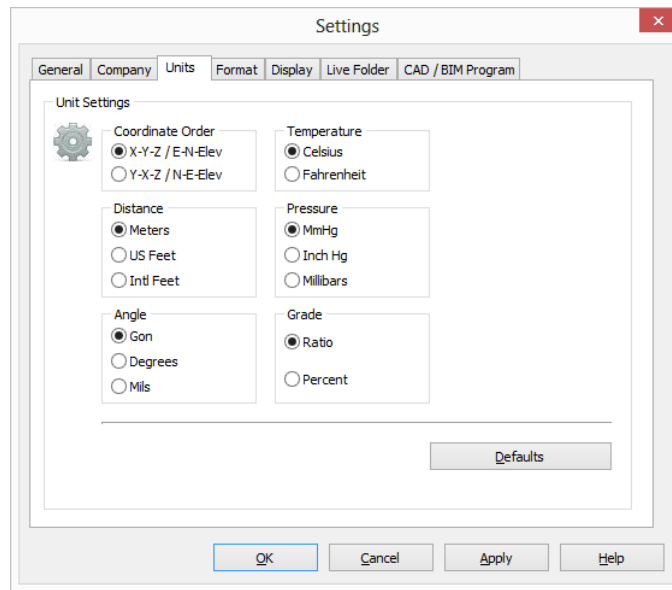 Settings
General Company Units Format Display Live Folder CAD / BIM Program
Unit Settings
Coordinate Order
X-Y-Z / E-N-Elev
Y-X-Z / N-E-Elev
Temperature
Celsius
Fahrenheit
Distance
Meters
US Feet
Intl Feet
Pressure
MmHg
Inch Hg
Millibars
Angle
Gon
Degrees
Mils
Grade
Ratio
Percent
Defaults
OK Cancel Apply Help